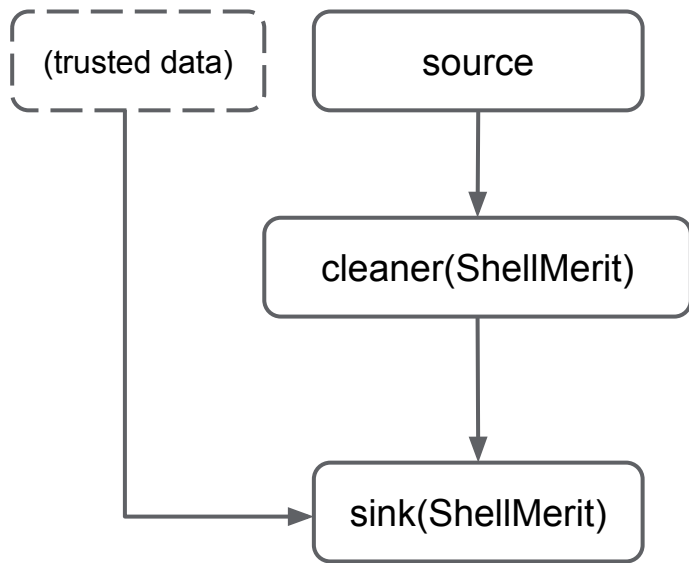 (trusted data)
source
cleaner(ShellMerit)
sink(ShellMerit)